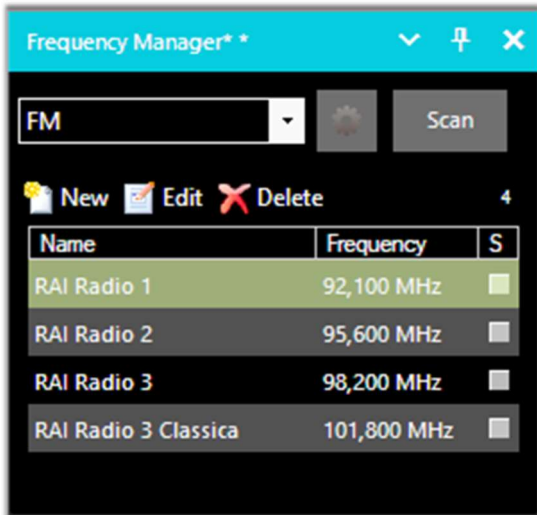 Frequency Manager* *
FM Scan
New Edit Delete 4
Name Frequency S
RAI Radio 1 92,100 MHz
RAI Radio 2 95,600 MHz
RAI Radio 3 98,200 MHz
RAI Radio 3 Classica 101,800 MHz